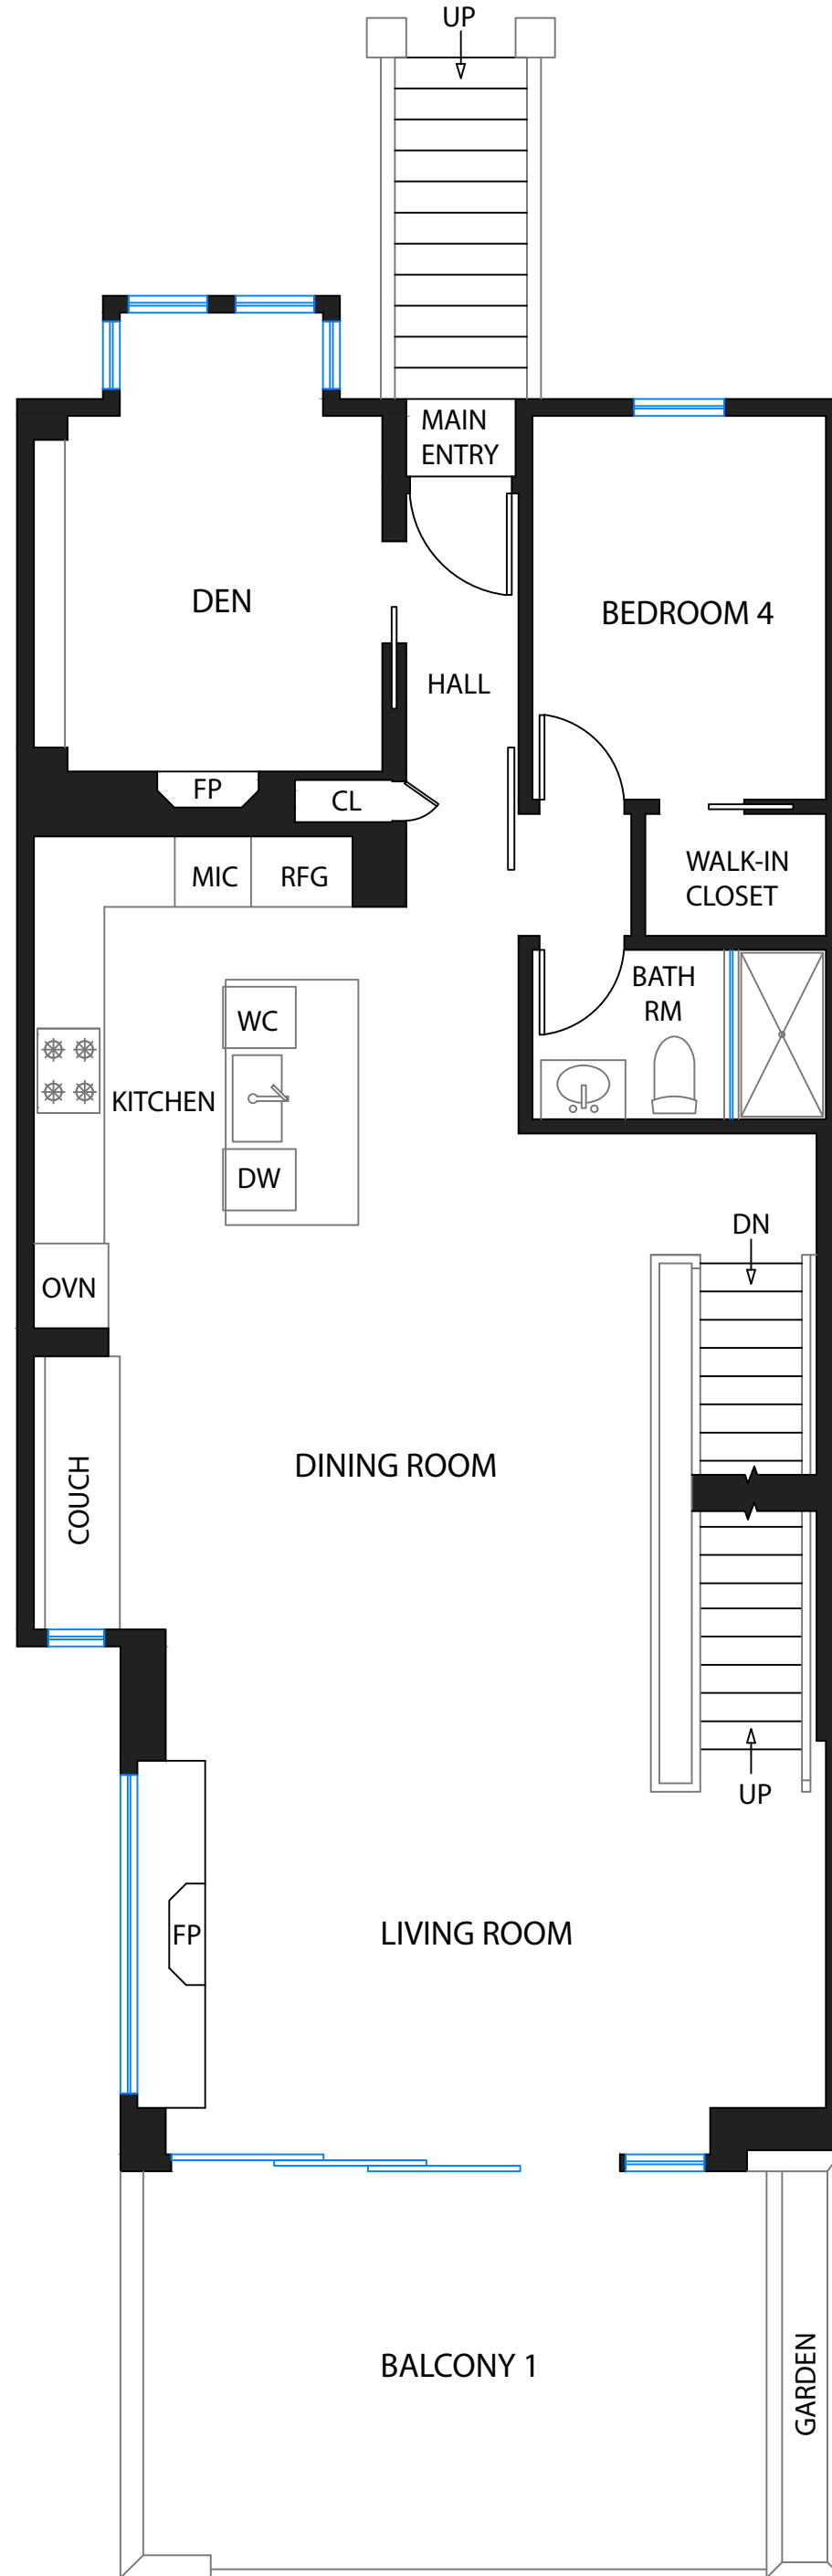 UP
MAIN
ENTRY
DEN
BEDROOM 4
HALL
FP
CL
MIC
RFG
WALK-IN
CLOSET
BATH
RM
WC
KITCHEN
DW
DN
OVN
DINING ROOM
COUCH
UP
FP
LIVING ROOM
BALCONY 1
GARDEN